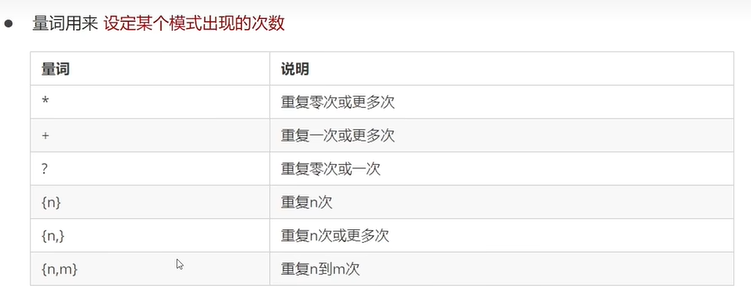 量词用来 设定某个模式出现的次数
量词 说明
* 重复零次或更多次
+ 重复一次或更多次
? 重复零次或一次
{n} 重复n次
{n,} 重复n次或更多次
{n,m} 重复n到m次